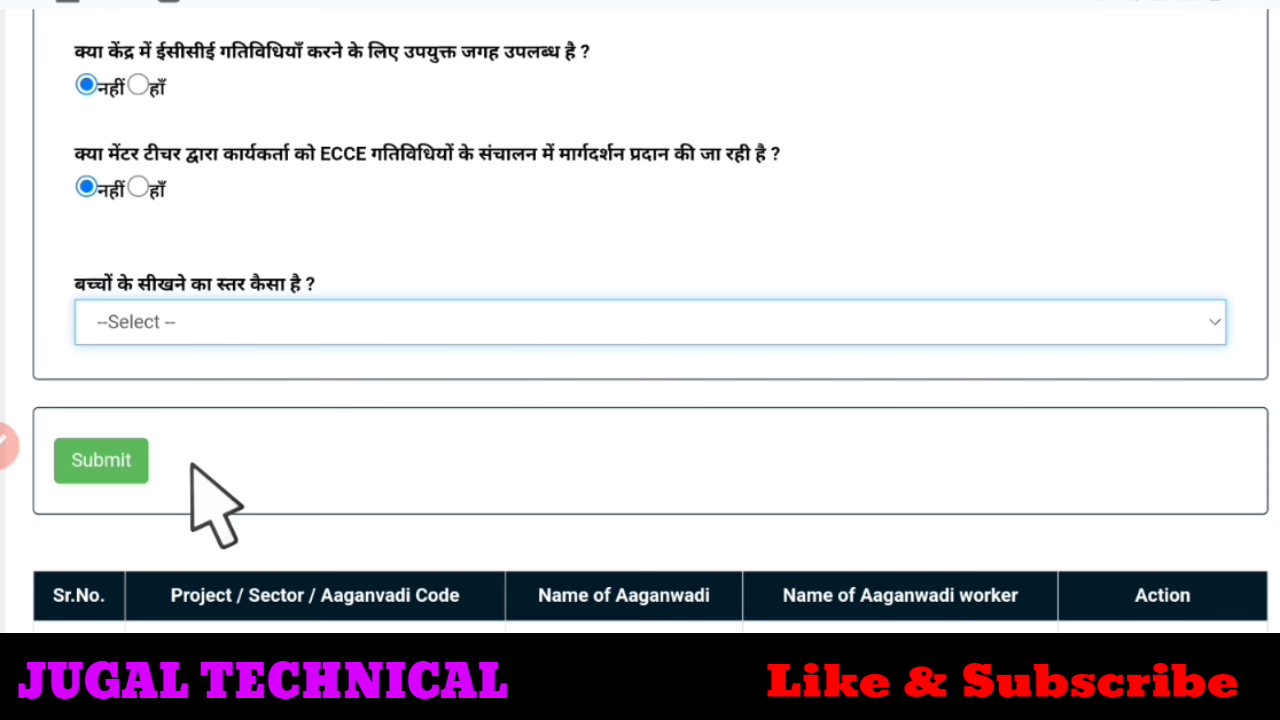 क्या केंद्र में ईसीसीई गतिविधियाँ करने के लिए उपयुक्त जगह उपलब्ध है ?
नहीं हाँ
क्या मेंटर टीचर द्वारा कार्यकर्ता को ECCE गतिविधियों के संचालन में मार्गदर्शन प्रदान की जा रही है ?
नहीं हाँ
बच्चों के सीखने का स्तर कैसा है ?
--Select --
Submit
Sr.No. Project / Sector / Aaganvadi Code Name of Aaganwadi Name of Aaganwadi worker Action
JUGAL TECHNICAL Like & Subscribe